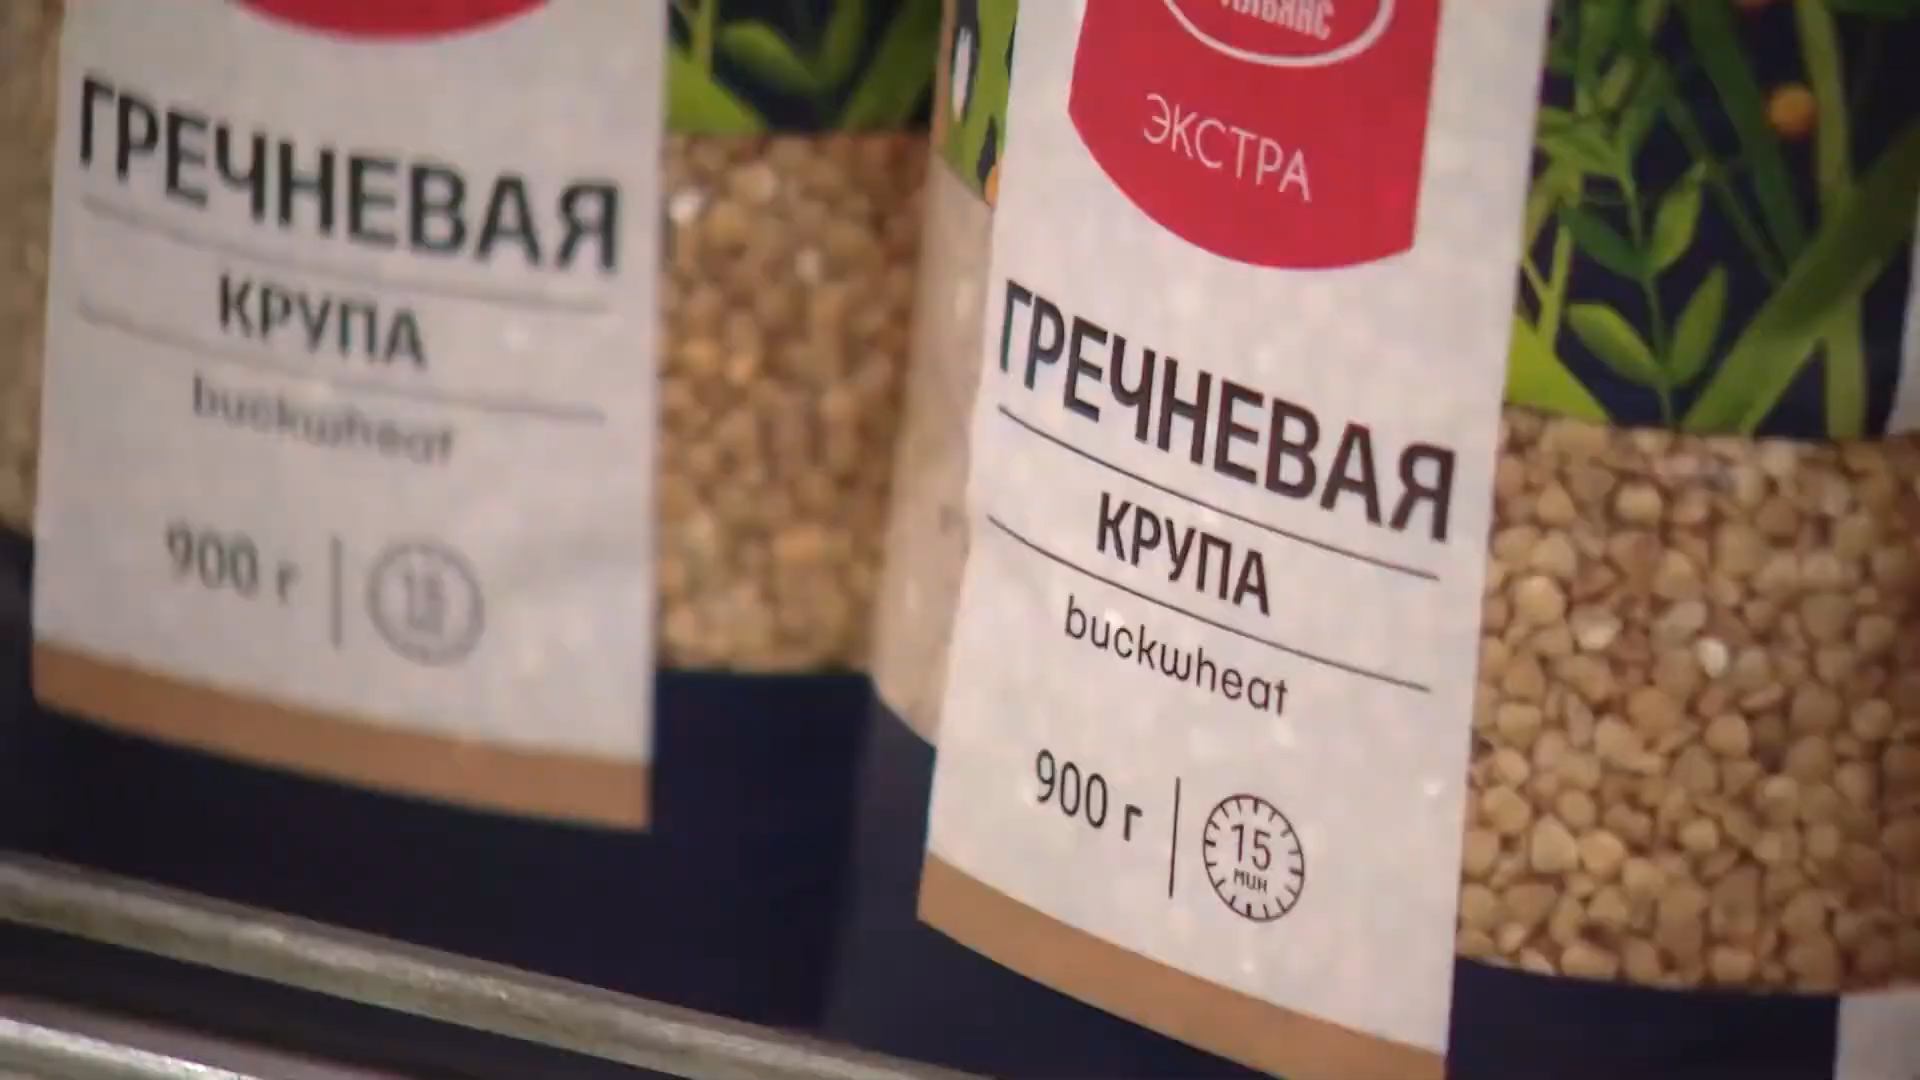 ГРЕЧНЕВАЯ
КРУПА
buckwheat
900 г
ЭКСТРА
ГРЕЧНЕВАЯ
КРУПА
buckwheat
900 г
15
мин